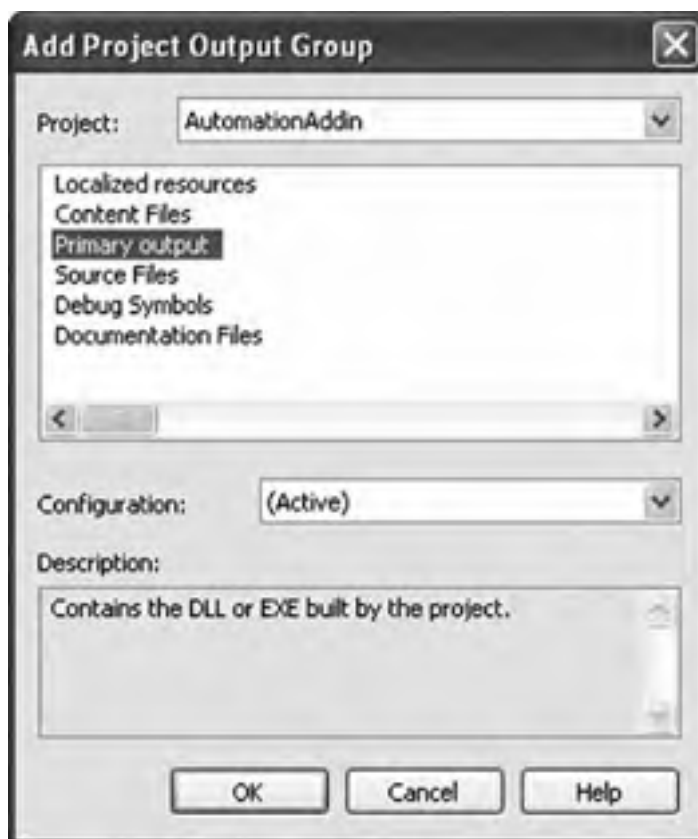 Add Project Output Group
Project: AutomationAddin
Localized resources
Content Files
Primary output
Source Files
Debug Symbols
Documentation Files
Configuration: (Active)
Description:
Contains the DLL or EXE built by the project.
OK Cancel Help